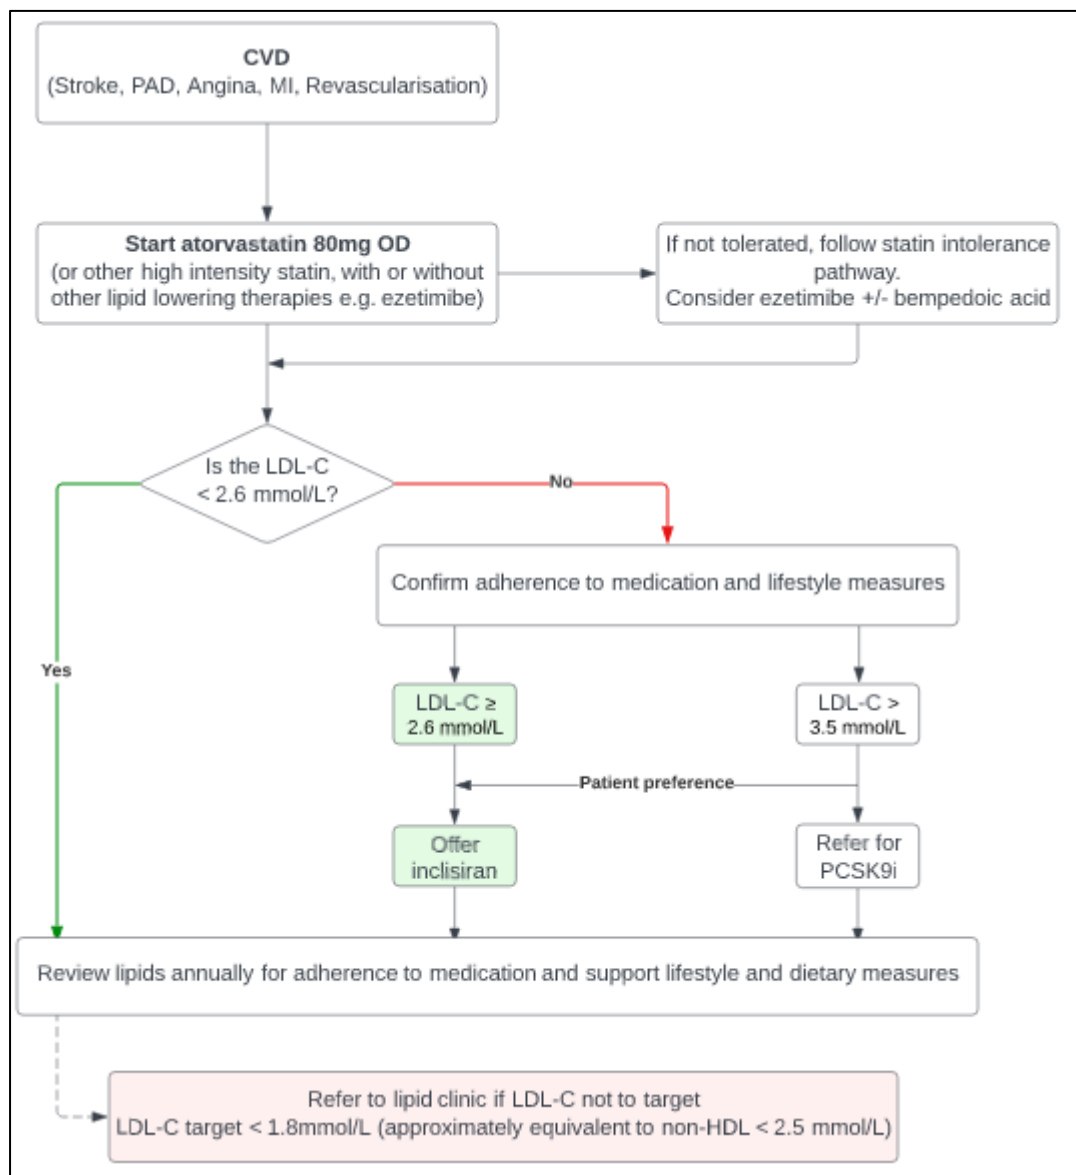 CVD
(Stroke, PAD, Angina, MI, Revascularisation)
Start atorvastatin 80mg OD
(or other high intensity statin, with or without
other lipid lowering therapies e.g. ezetimibe)
If not tolerated, follow statin intolerance
pathway.
Consider ezetimibe +/- bempedoic acid
Is the LDL-C
< 2.6 mmol/L?
No
Confirm adherence to medication and lifestyle measures
Yes
LDL-C ≥
2.6 mmol/L
LDL-C >
3.5 mmol/L
Patient preference
Offer
inclisiran
Refer for
PCSK9i
Review lipids annually for adherence to medication and support lifestyle and dietary measures
Refer to lipid clinic if LDL-C not to target
LDL-C target < 1.8mmol/L (approximately equivalent to non-HDL < 2.5 mmol/L)